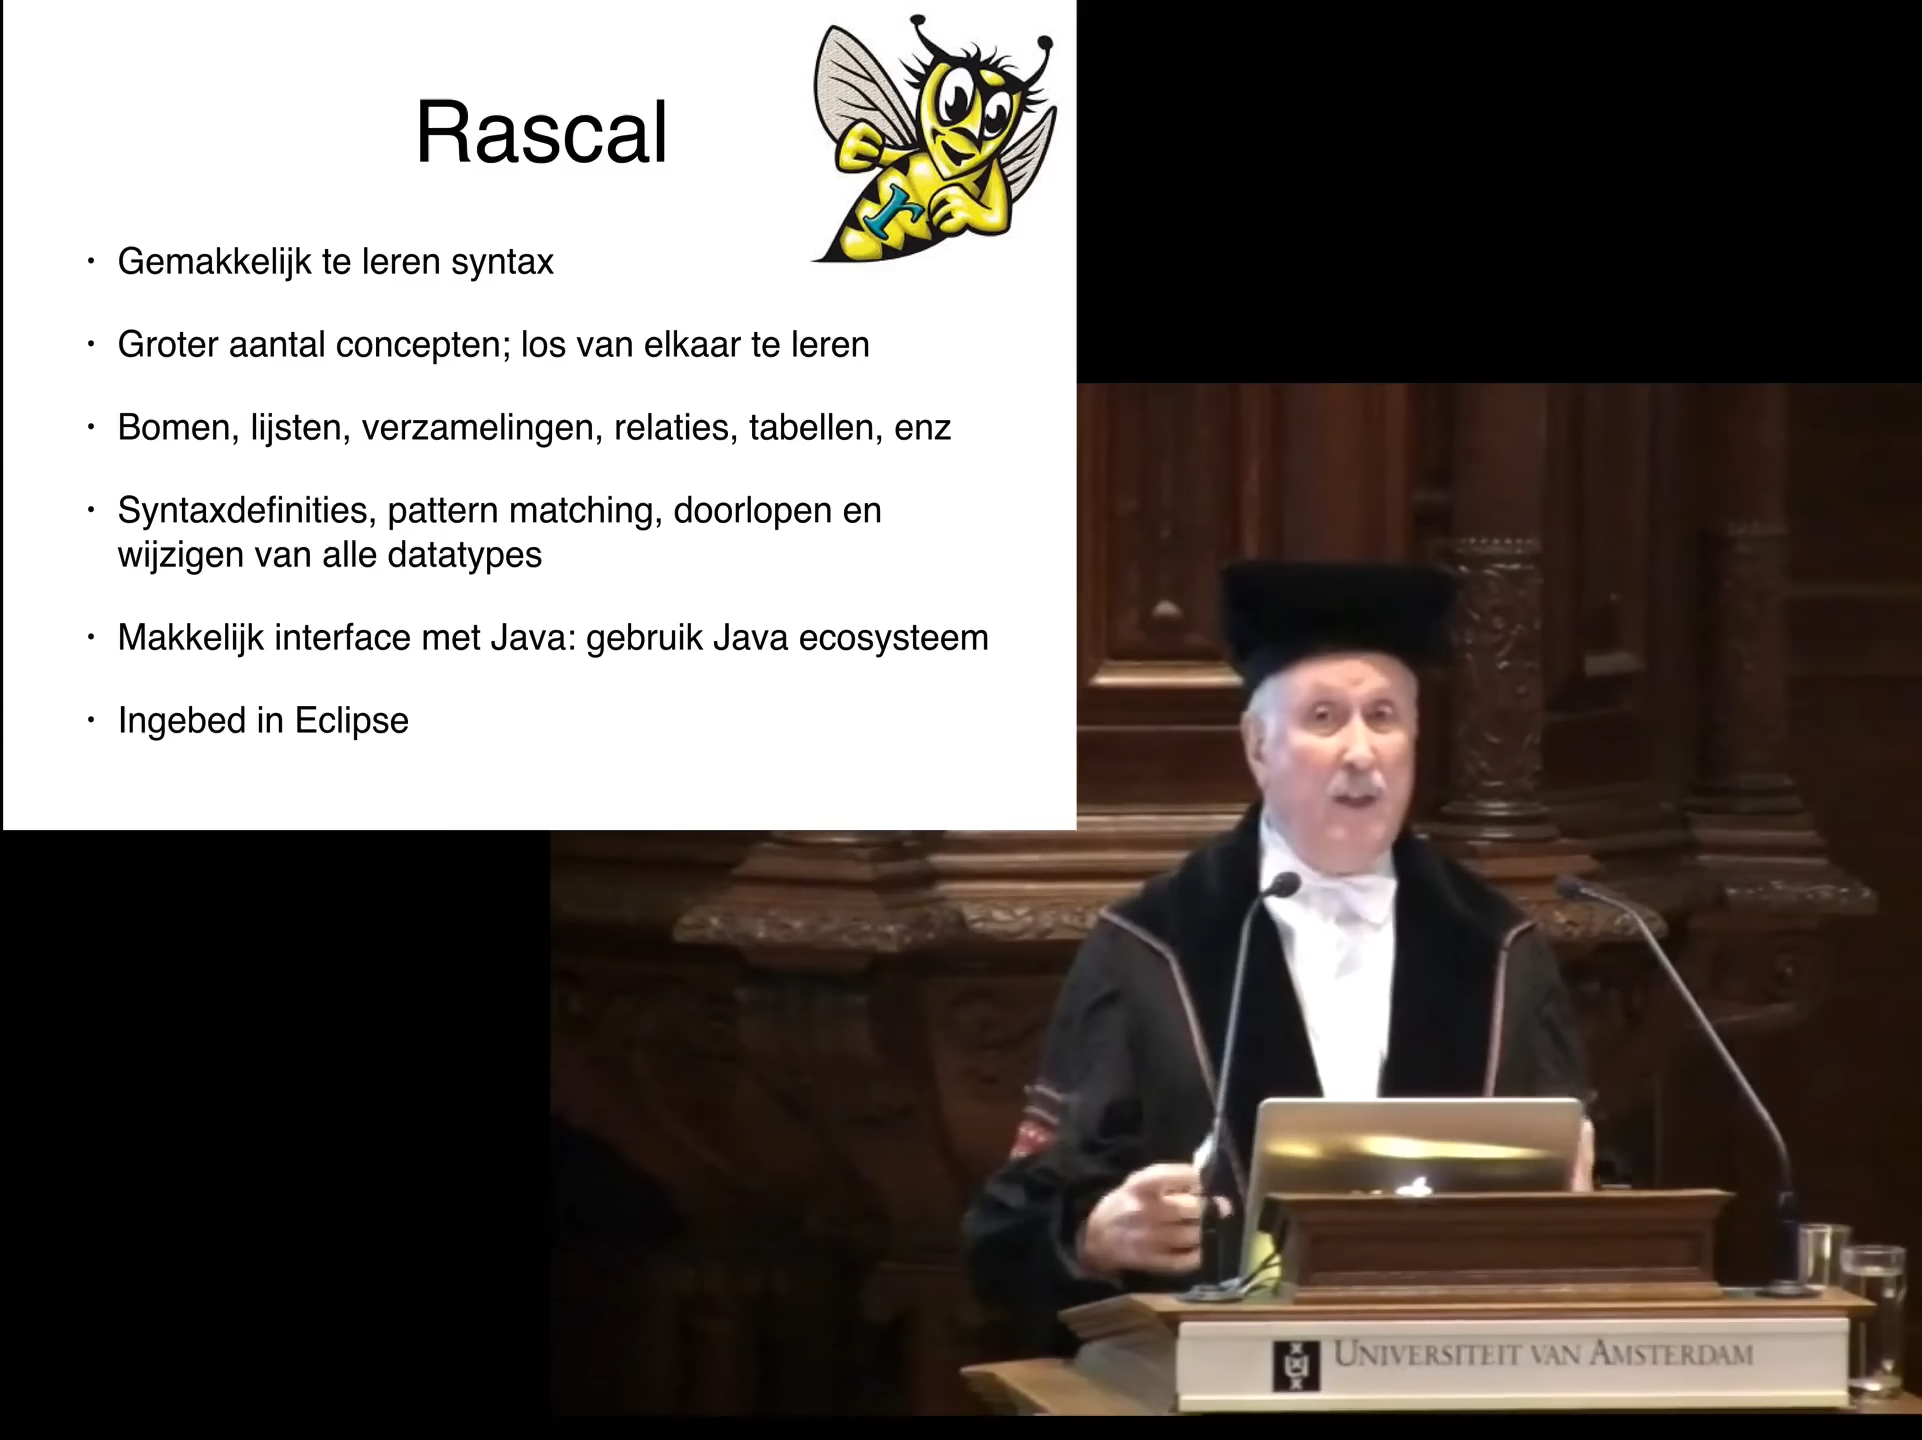 Rascal
r
• Gemakkelijk te leren syntax
• Groter aantal concepten; los van elkaar te leren
• Bomen, lijsten, verzamelingen, relaties, tabellen, enz
• Syntaxdefinities, pattern matching, doorlopen en
wijzigen van alle datatypes
• Makkelijk interface met Java: gebruik Java ecosysteem
• Ingebed in Eclipse
UNIVERSITEIT VAN AMSTERDAM